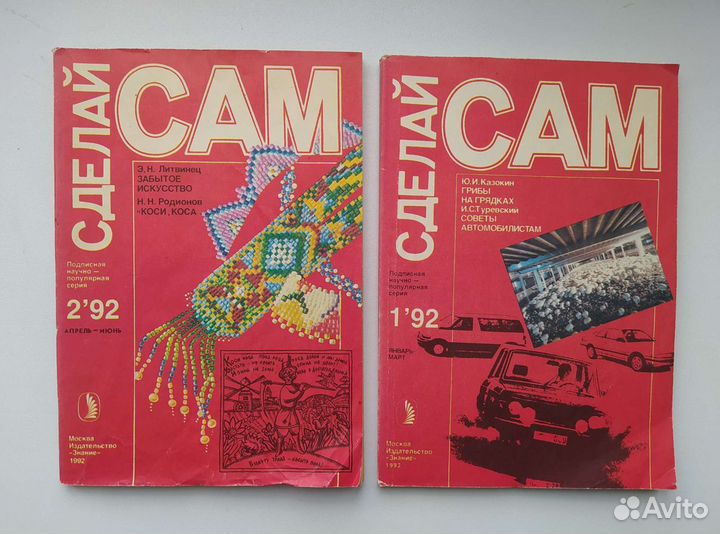 СДЕЛАЙ
САМ
Э.Н. Литвинец
ЗАБЫТОЕ
ИСКУССТВО
Н.Н. Родионов
«КОСИ, КОСА
Подписная
научно –
популярная
серия
2'92
АПРЕЛЬ – ИЮНЬ
Москва
Издательство
«Знание»
1992
СДЕЛАЙ
САМ
Ю.И. Казокин
ГРИБЫ
НА ГРЯДКАХ
И.С. Туревский
СОВЕТЫ
АВТОМОБИЛИСТАМ
Подписная
научно –
популярная
серия
1'92
ЯНВАРЬ-
МАРТ
Москва
Издательство
«Знание»
1992
Avito